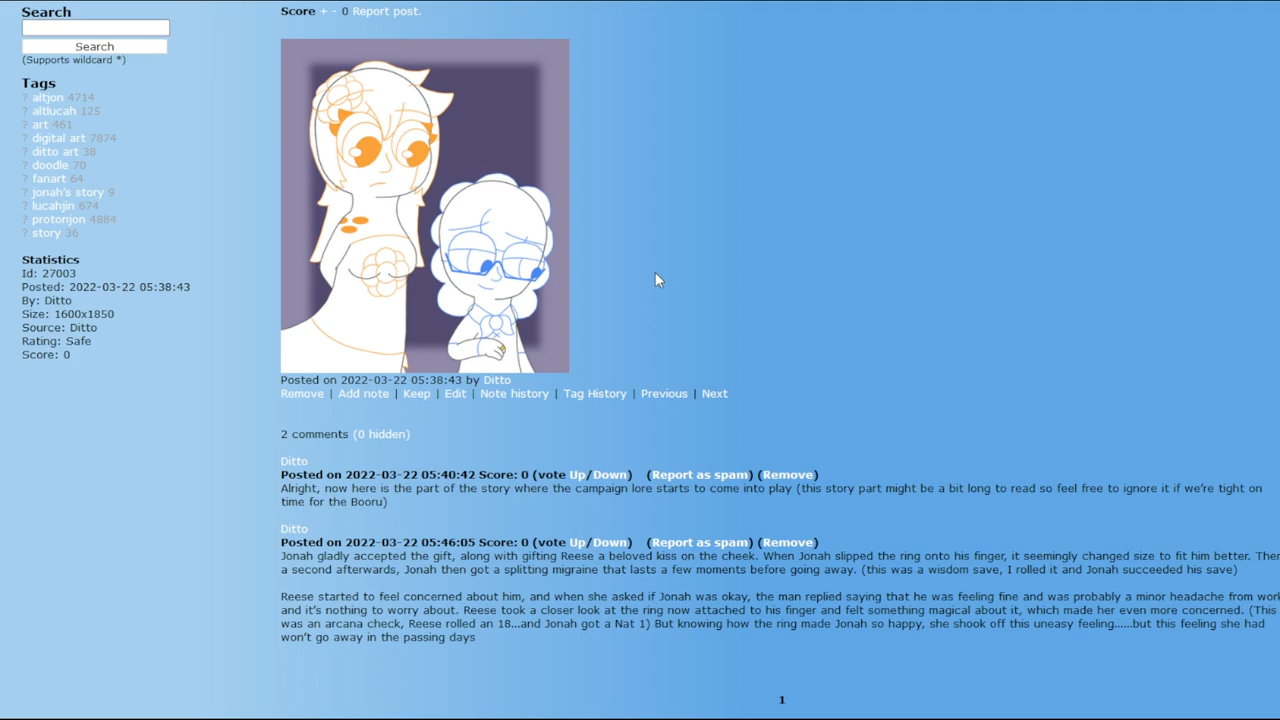 Search
Score + - 0 Report post.
Search
(Supports wildcard *)
Tags
? altjon 4714
? altlucah 125
? art 461
? digital art 7874
? ditto art 38
? doodle 70
? fanart 64
? jonah's story 9
? lucahjin 674
? protonjon 4884
? story 36
Statistics
Id: 27003
Posted: 2022-03-22 05:38:43
By: Ditto
Size: 1600x1850
Source: Ditto
Rating: Safe
Score: 0
Posted on 2022-03-22 05:38:43 by Ditto
Remove | Add note | Keep | Edit | Note history | Tag History | Previous | Next
2 comments (0 hidden)
Ditto
Posted on 2022-03-22 05:40:42 Score: 0 (vote Up/Down) (Report as spam) (Remove)
Alright, now here is the part of the story where the campaign lore starts to come into play (this story part might be a bit long to read so feel free to ignore it if we're tight on
time for the Booru)
Ditto
Posted on 2022-03-22 05:46:05 Score: 0 (vote Up/Down) (Report as spam) (Remove)
Jonah gladly accepted the gift, along with gifting Reese a beloved kiss on the cheek. When Jonah slipped the ring onto his finger, it seemingly changed size to fit him better. Then
a second afterwards, Jonah then got a splitting migraine that lasts a few moments before going away. (this was a wisdom save, I rolled it and Jonah succeeded his save)
Reese started to feel concerned about him, and when she asked if Jonah was okay, the man replied saying that he was feeling fine and was probably a minor headache from work
and it's nothing to worry about. Reese took a closer look at the ring now attached to his finger and felt something magical about it, which made her even more concerned. (This
was an arcana check, Reese rolled an 18...and Jonah got a Nat 1) But knowing how the ring made Jonah so happy, she shook off this uneasy feeling......but this feeling she had
won't go away in the passing days
1